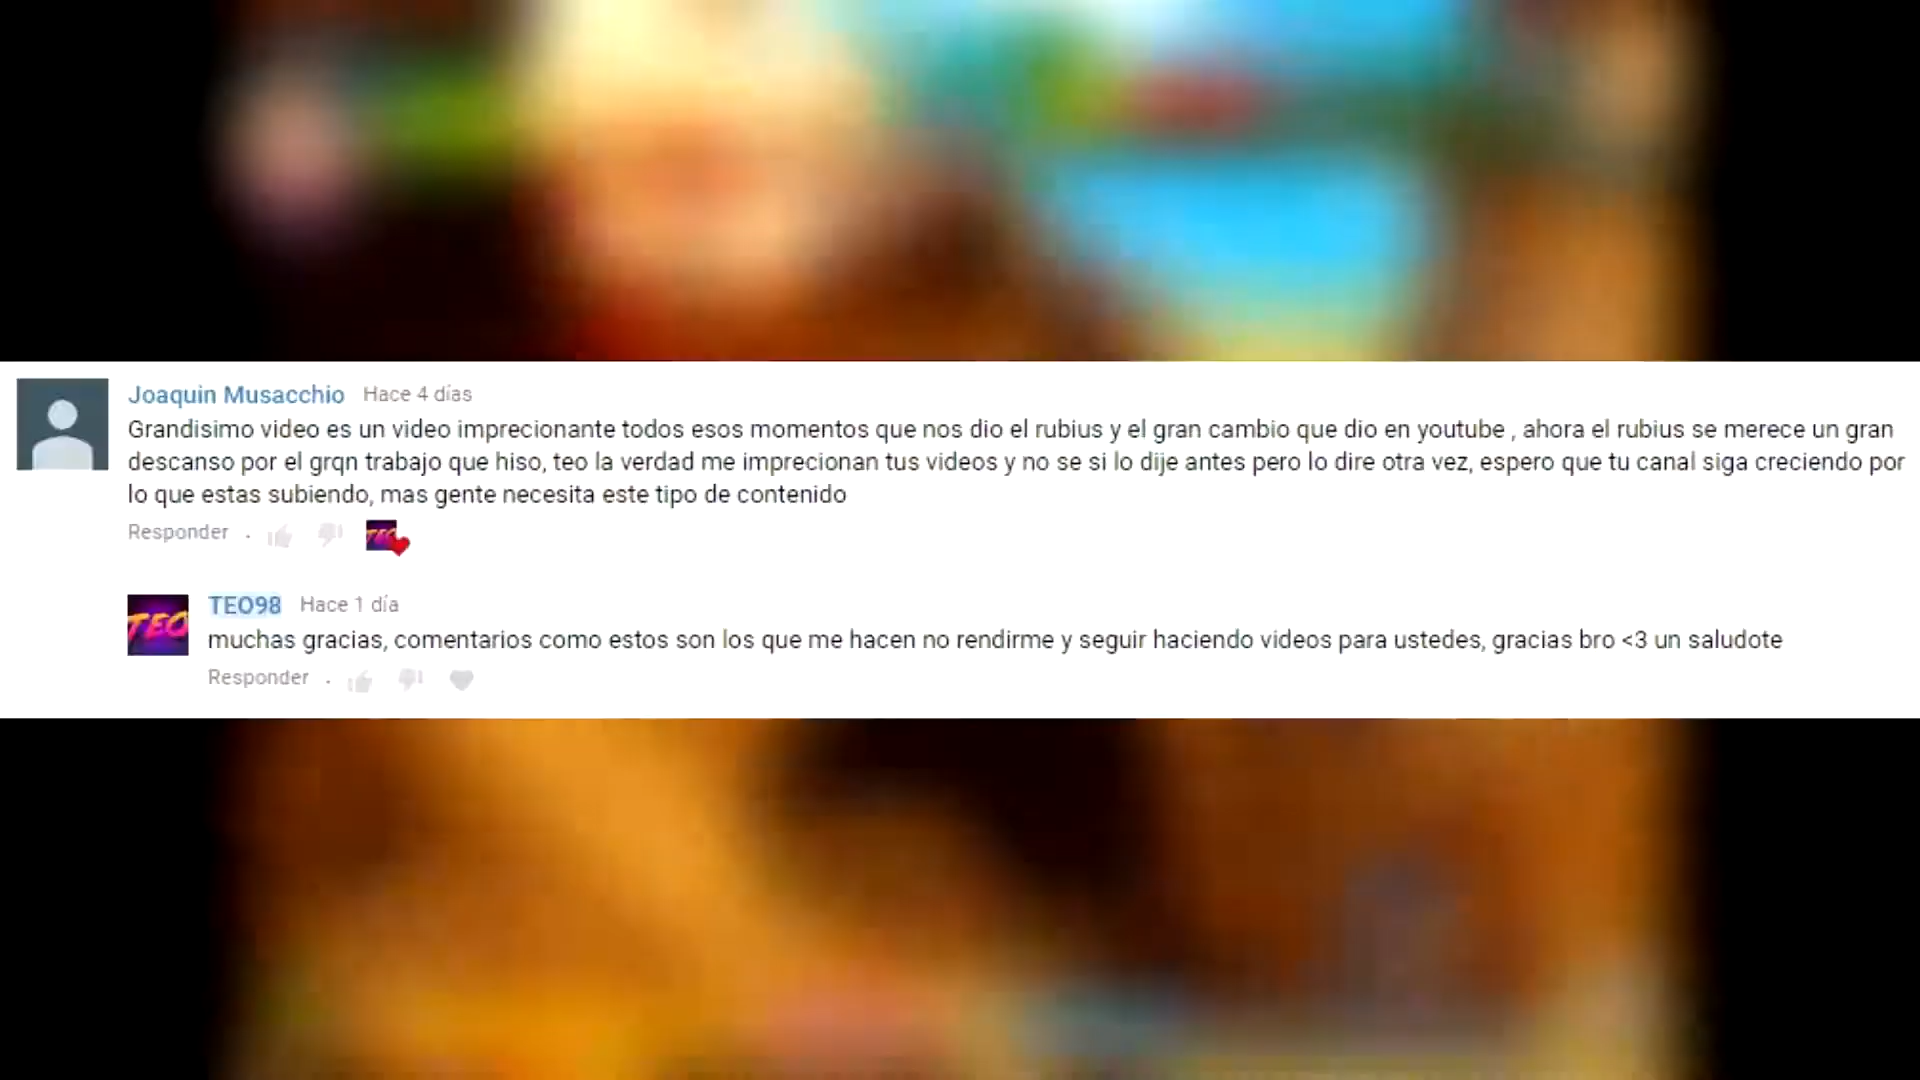 Joaquin Musacchio Hace 4 días
Grandisimo video es un video imprecionante todos esos momentos que nos dio el rubius y el gran cambio que dio en youtube , ahora el rubius se merece un gran
descanso por el grqn trabajo que hiso, teo la verdad me imprecionan tus videos y no se si lo dije antes pero lo dire otra vez, espero que tu canal siga creciendo por
lo que estas subiendo, mas gente necesita este tipo de contenido
Responder .
TEO
TEO TEO98 Hace 1 día
muchas gracias, comentarios como estos son los que me hacen no rendirme y seguir haciendo videos para ustedes, gracias bro <3 un saludote
Responder .